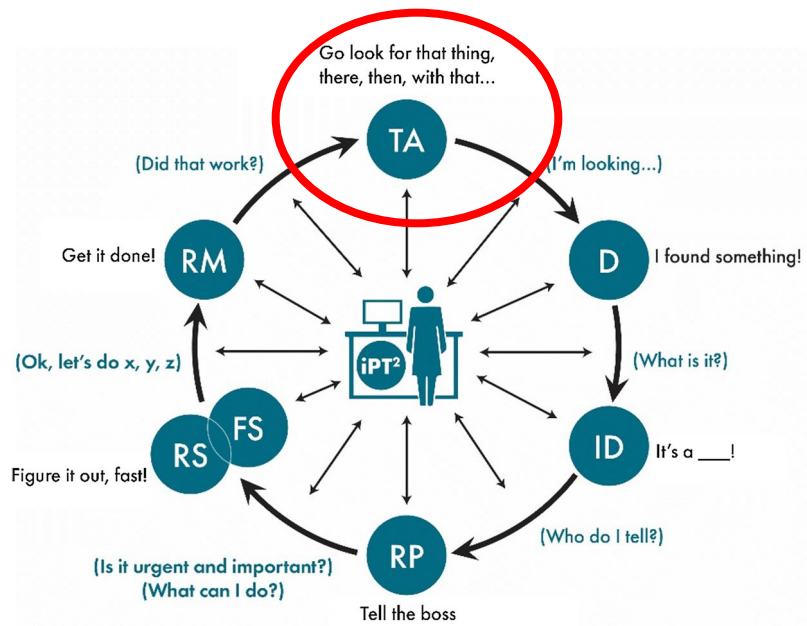 Go look for that thing,
there, then, with that...
TA
(I'm looking...)
D
I found something!
(What is it?)
ID
It's a ___!
(Who do I tell?)
RP
Tell the boss
(Is it urgent and important?)
(What can I do?)
FS
RS
Figure it out, fast!
(Ok, let's do x, y, z)
RM
Get it done!
(Did that work?)
iPT²